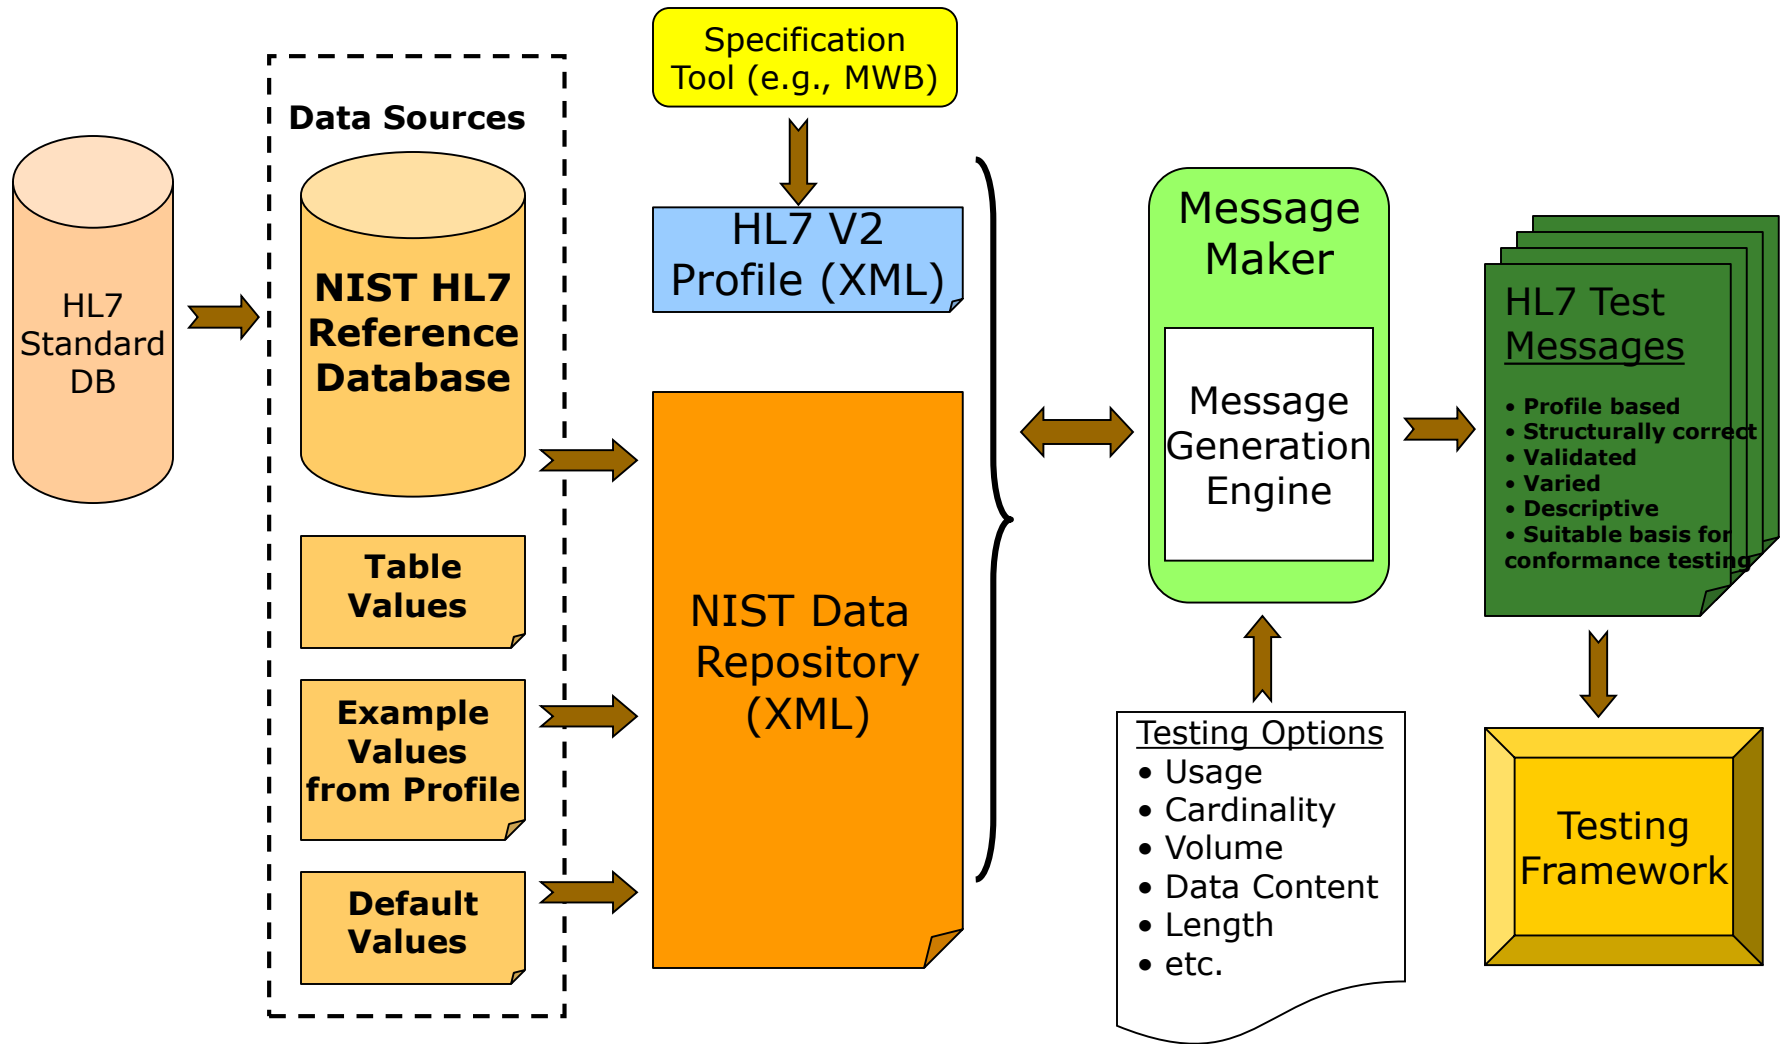 Specification
Tool (e.g., MWB)
Data Sources
HL7
Standard
DB
NIST HL7
Reference
Database
Table
Values
Example
Values
from Profile
Default
Values
HL7 V2
Profile (XML)
NIST Data
Repository
(XML)
Message
Maker
Message
Generation
Engine
Testing Options
• Usage
• Cardinality
• Volume
• Data Content
• Length
• etc.
HL7 Test
Messages
• Profile based
• Structurally correct
• Validated
• Varied
• Descriptive
• Suitable basis for
conformance testing
Testing
Framework